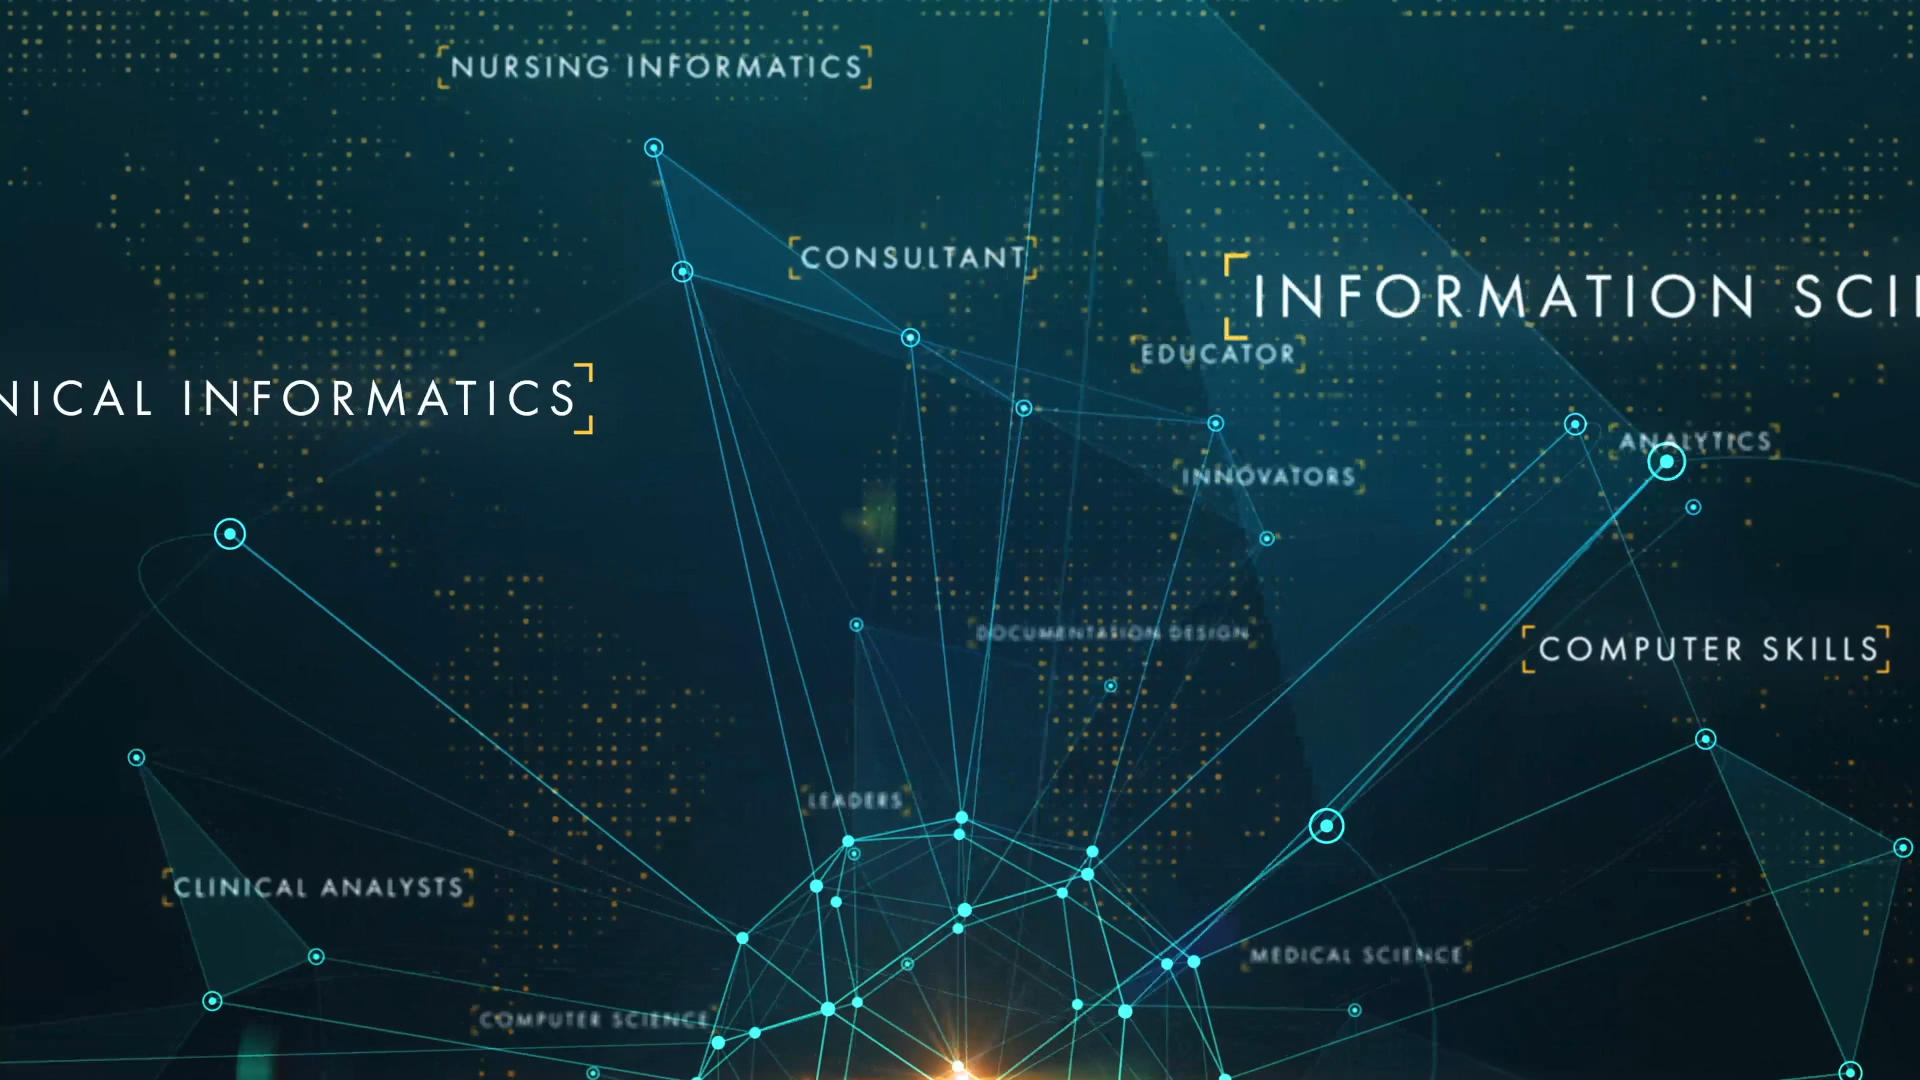 NURSING INFORMATICS
CONSULTANT
INFORMATION SCI
EDUCATOR
NICAL INFORMATICS
ANALYTICS
INNOVATORS
DOCUMENTATION DESIGN
COMPUTER SKILLS
LEADERS
CLINICAL ANALYSTS
MEDICAL SCIENCE
COMPUTER SCIENCE